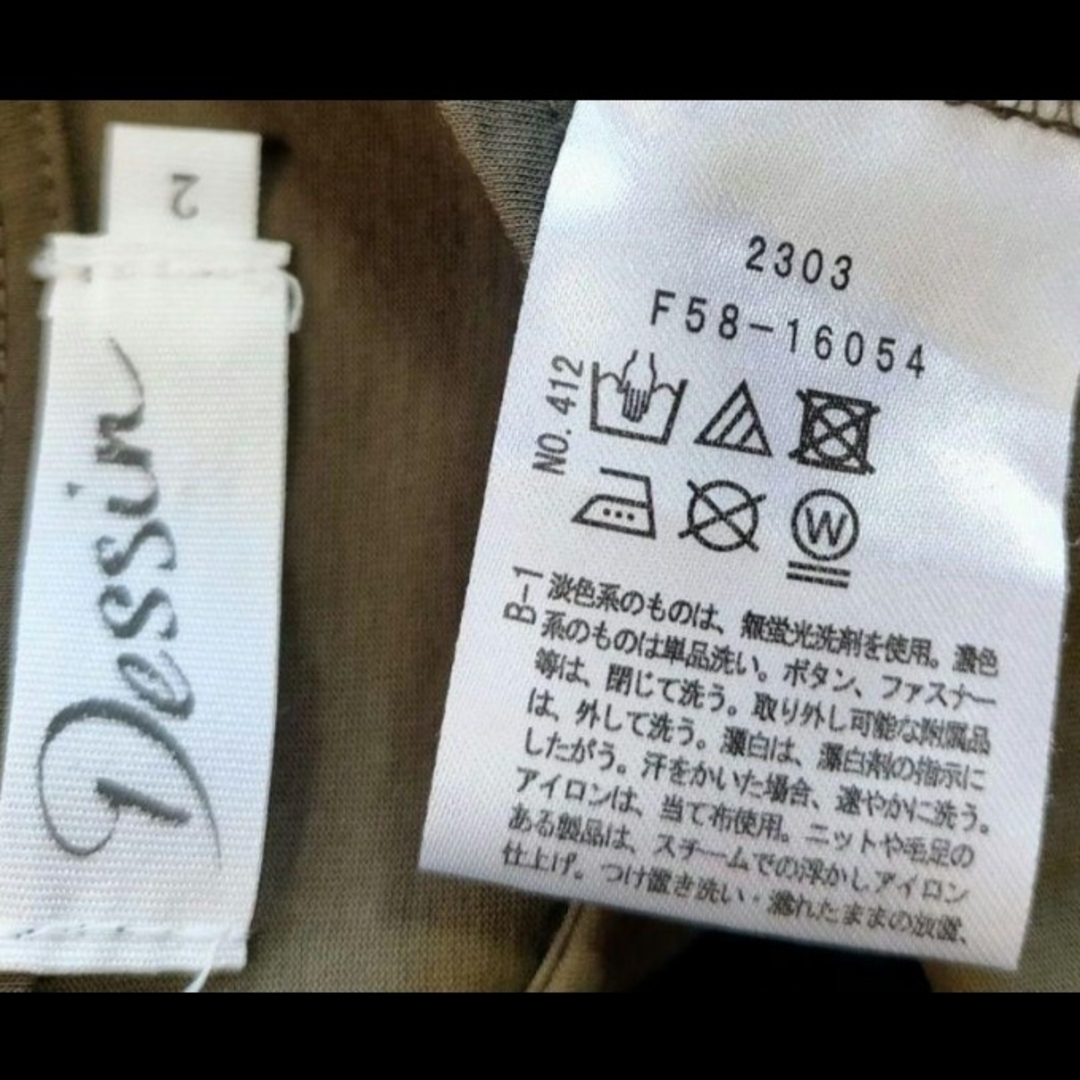 2
Dessin
2303
F58-16054
NO. 412
W
B-1
淡色系のものは、無蛍光洗剤を使用。濃色
系のものは単品洗い。ボタン、ファスナー
等は、閉じて洗う。取り外し可能な附属品
は、外して洗う。漂白は、漂白剤の指示に
したがう。汗をかいた場合、速やかに洗う。
アイロンは、当て布使用。ニットや毛足の
ある製品は、スチームでの浮かしアイロン
仕上げ。つけ置き洗い・濡れたままの放置、